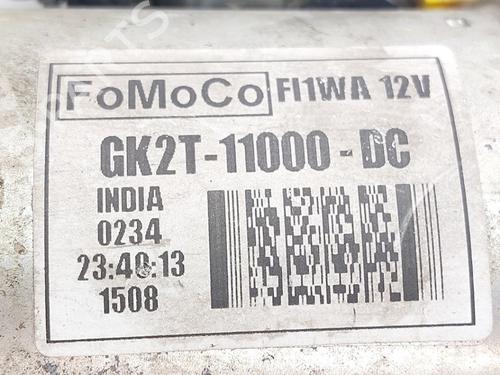 FoMoCo FI1WA 12V
GK2T-11000-DC
INDIA
0234
23:40:13
1508